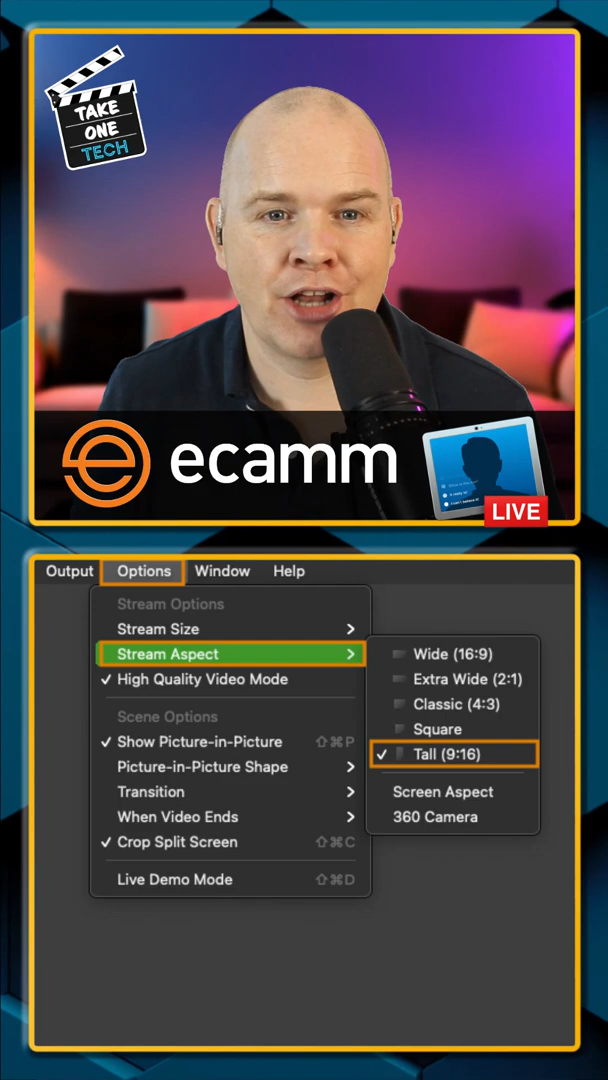 TAKE
ONE
TECH
ecamm
LIVE
Output Options Window Help
Stream Options
Stream Size
Stream Aspect
✓ High Quality Video Mode
Scene Options
✓ Show Picture-in-Picture ⇧⌘P
Picture-in-Picture Shape
Transition
When Video Ends
✓ Crop Split Screen ⇧⌘C
Live Demo Mode ⇧⌘D
Wide (16:9)
Extra Wide (2:1)
Classic (4:3)
Square
✓ Tall (9:16)
Screen Aspect
360 Camera